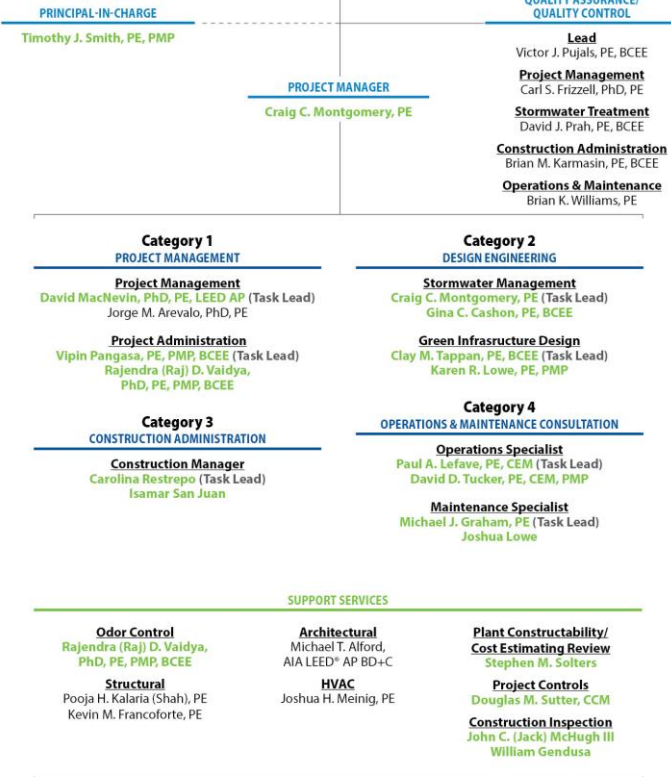 PRINCIPAL-IN-CHARGE
Timothy J. Smith, PE, PMP
QUALITY ASSURANCE/
QUALITY CONTROL
Lead
Victor J. Pujals, PE, BCEE
Project Management
Carl S. Frizzell, PhD, PE
Stormwater Treatment
David J. Prah, PE, BCEE
Construction Administration
Brian M. Karmasin, PE, BCEE
Operations & Maintenance
Brian K. Williams, PE
PROJECT MANAGER
Craig C. Montgomery, PE
Category 1
PROJECT MANAGEMENT
Project Management
David MacNevin, PhD, PE, LEED AP (Task Lead)
Jorge M. Arevalo, PhD, PE
Project Administration
Vipin Pangasa, PE, PMP, BCEE (Task Lead)
Rajendra (Raj) D. Vaidya,
PhD, PE, PMP, BCEE
Category 2
DESIGN ENGINEERING
Stormwater Management
Craig C. Montgomery, PE (Task Lead)
Gina C. Cashon, PE, BCEE
Green Infrasructure Design
Clay M. Tappan, PE, BCEE (Task Lead)
Karen R. Lowe, PE, PMP
Category 3
CONSTRUCTION ADMINISTRATION
Construction Manager
Carolina Restrepo (Task Lead)
Isamar San Juan
Category 4
OPERATIONS & MAINTENANCE CONSULTATION
Operations Specialist
Paul A. Lefave, PE, CEM (Task Lead)
David D. Tucker, PE, CEM, PMP
Maintenance Specialist
Michael J. Graham, PE (Task Lead)
Joshua Lowe
SUPPORT SERVICES
Odor Control
Rajendra (Raj) D. Vaidya,
PhD, PE, PMP, BCEE
Structural
Pooja H. Kalaria (Shah), PE
Kevin M. Francoforte, PE
Architectural
Michael T. Alford,
AIA LEED® AP BD+C
HVAC
Joshua H. Meinig, PE
Plant Constructability/
Cost Estimating Review
Stephen M. Solters
Project Controls
Douglas M. Sutter, CCM
Construction Inspection
John C. (Jack) McHugh III
William Gendusa